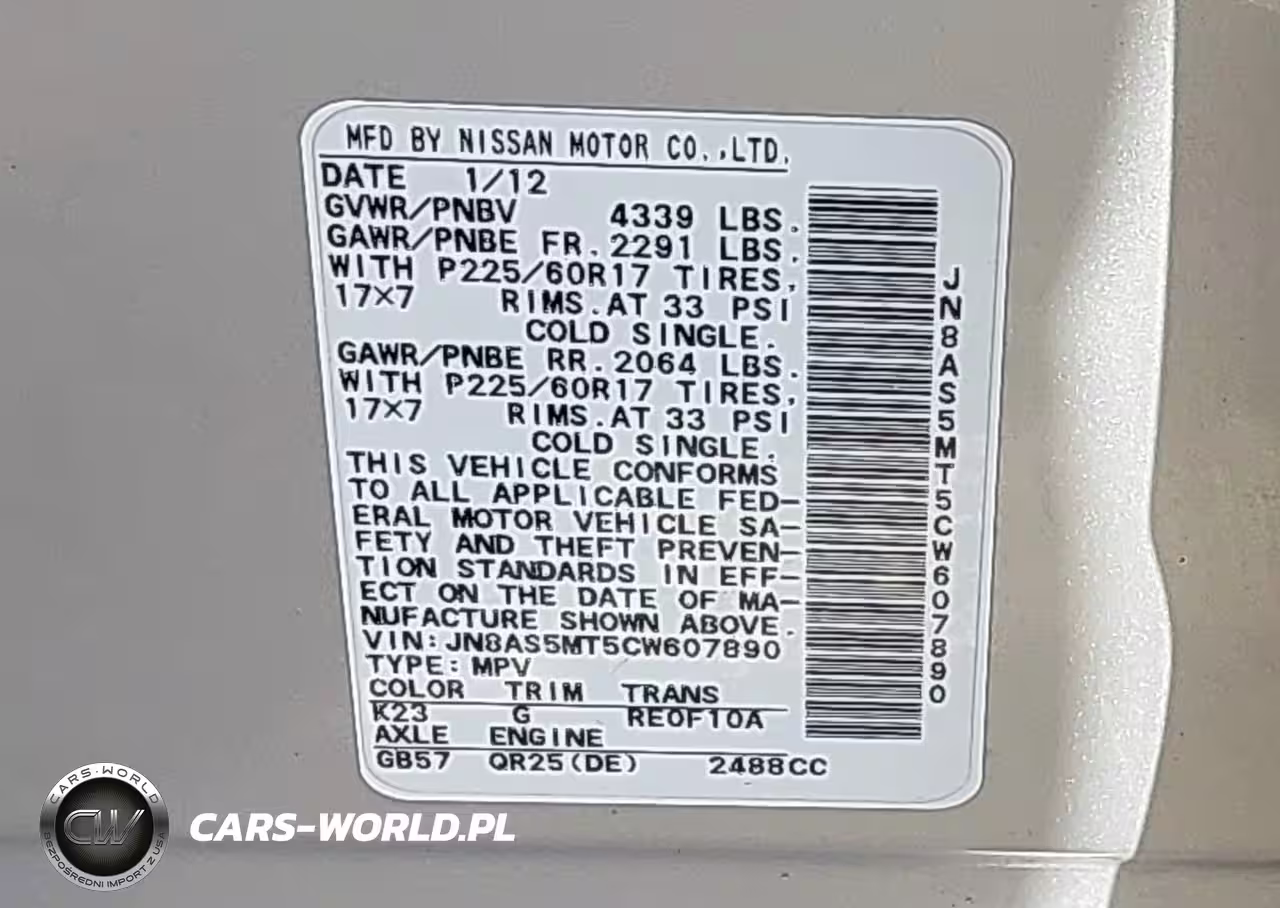 MFD BY NISSAN MOTOR CO.,LTD.
DATE 1/12
GVWR/PNBV 4339 LBS.
GAWR/PNBE FR.2291 LBS.
WITH P225/60R17 TIRES,
17×7 RIMS.AT 33 PSI
COLD SINGLE.
GAWR/PNBE RR.2064 LBS.
WITH P225/60R17 TIRES,
17×7 RIMS.AT 33 PSI
COLD SINGLE.
THIS VEHICLE CONFORMS
TO ALL APPLICABLE FED-
ERAL MOTOR VEHICLE SA-
FETY AND THEFT PREVEN-
TION STANDARDS IN EFF-
ECT ON THE DATE OF MA-
NUFACTURE SHOWN ABOVE.
VIN:JN8AS5MT5CW607890
TYPE:MPV
COLOR TRIM TRANS
K23 G RE0F10A
AXLE ENGINE
GB57 QR25(DE) 2488CC
JN8AS5MT5CW607890
CARS-WORLD
CW
BEZPOŚREDNI IMPORT Z USA
CARS-WORLD.PL